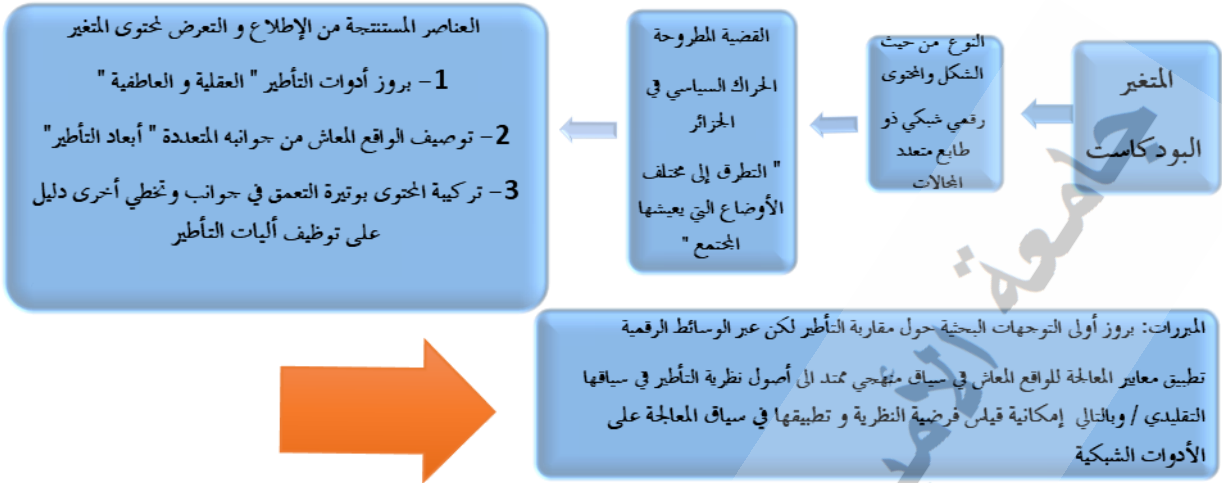 المتغير
البودكاست
النوع من حيث
الشكل والمحتوى
رقمي شبكي ذو
طابع متعدد
المجالات
القضية المطروحة
الحراك السياسي في
الجزائر
" التطرق إلى مختلف
الأوضاع التي يعيشها
المجتمع "
العناصر المستنتجة من الإطلاع و التعرض لمحتوى المتغير
1- بروز أدوات التأطير " العقلية و العاطفية "
2- توصيف الواقع المعاش من جوانبه المتعددة " أبعاد التأطير"
3- تركيبة المحتوى بوتيرة التعمق في جوانب وتخطي أخرى دليل
على توظيف أليات التأطير
المبررات: بروز أولى التوجهات البحثية حول مقاربة التأطير لكن عبر الوسائط الرقمية
تطبيق معايير المعالجة للواقع المعاش في سياق منهجي ممتد الى أصول نظرية التأطير في سياقها
التقليدي / وبالتالي إمكانية قياس فرضية النظرية و تطبيقها في سياق المعالجة على
الأدوات الشبكية
جامعة الأمير